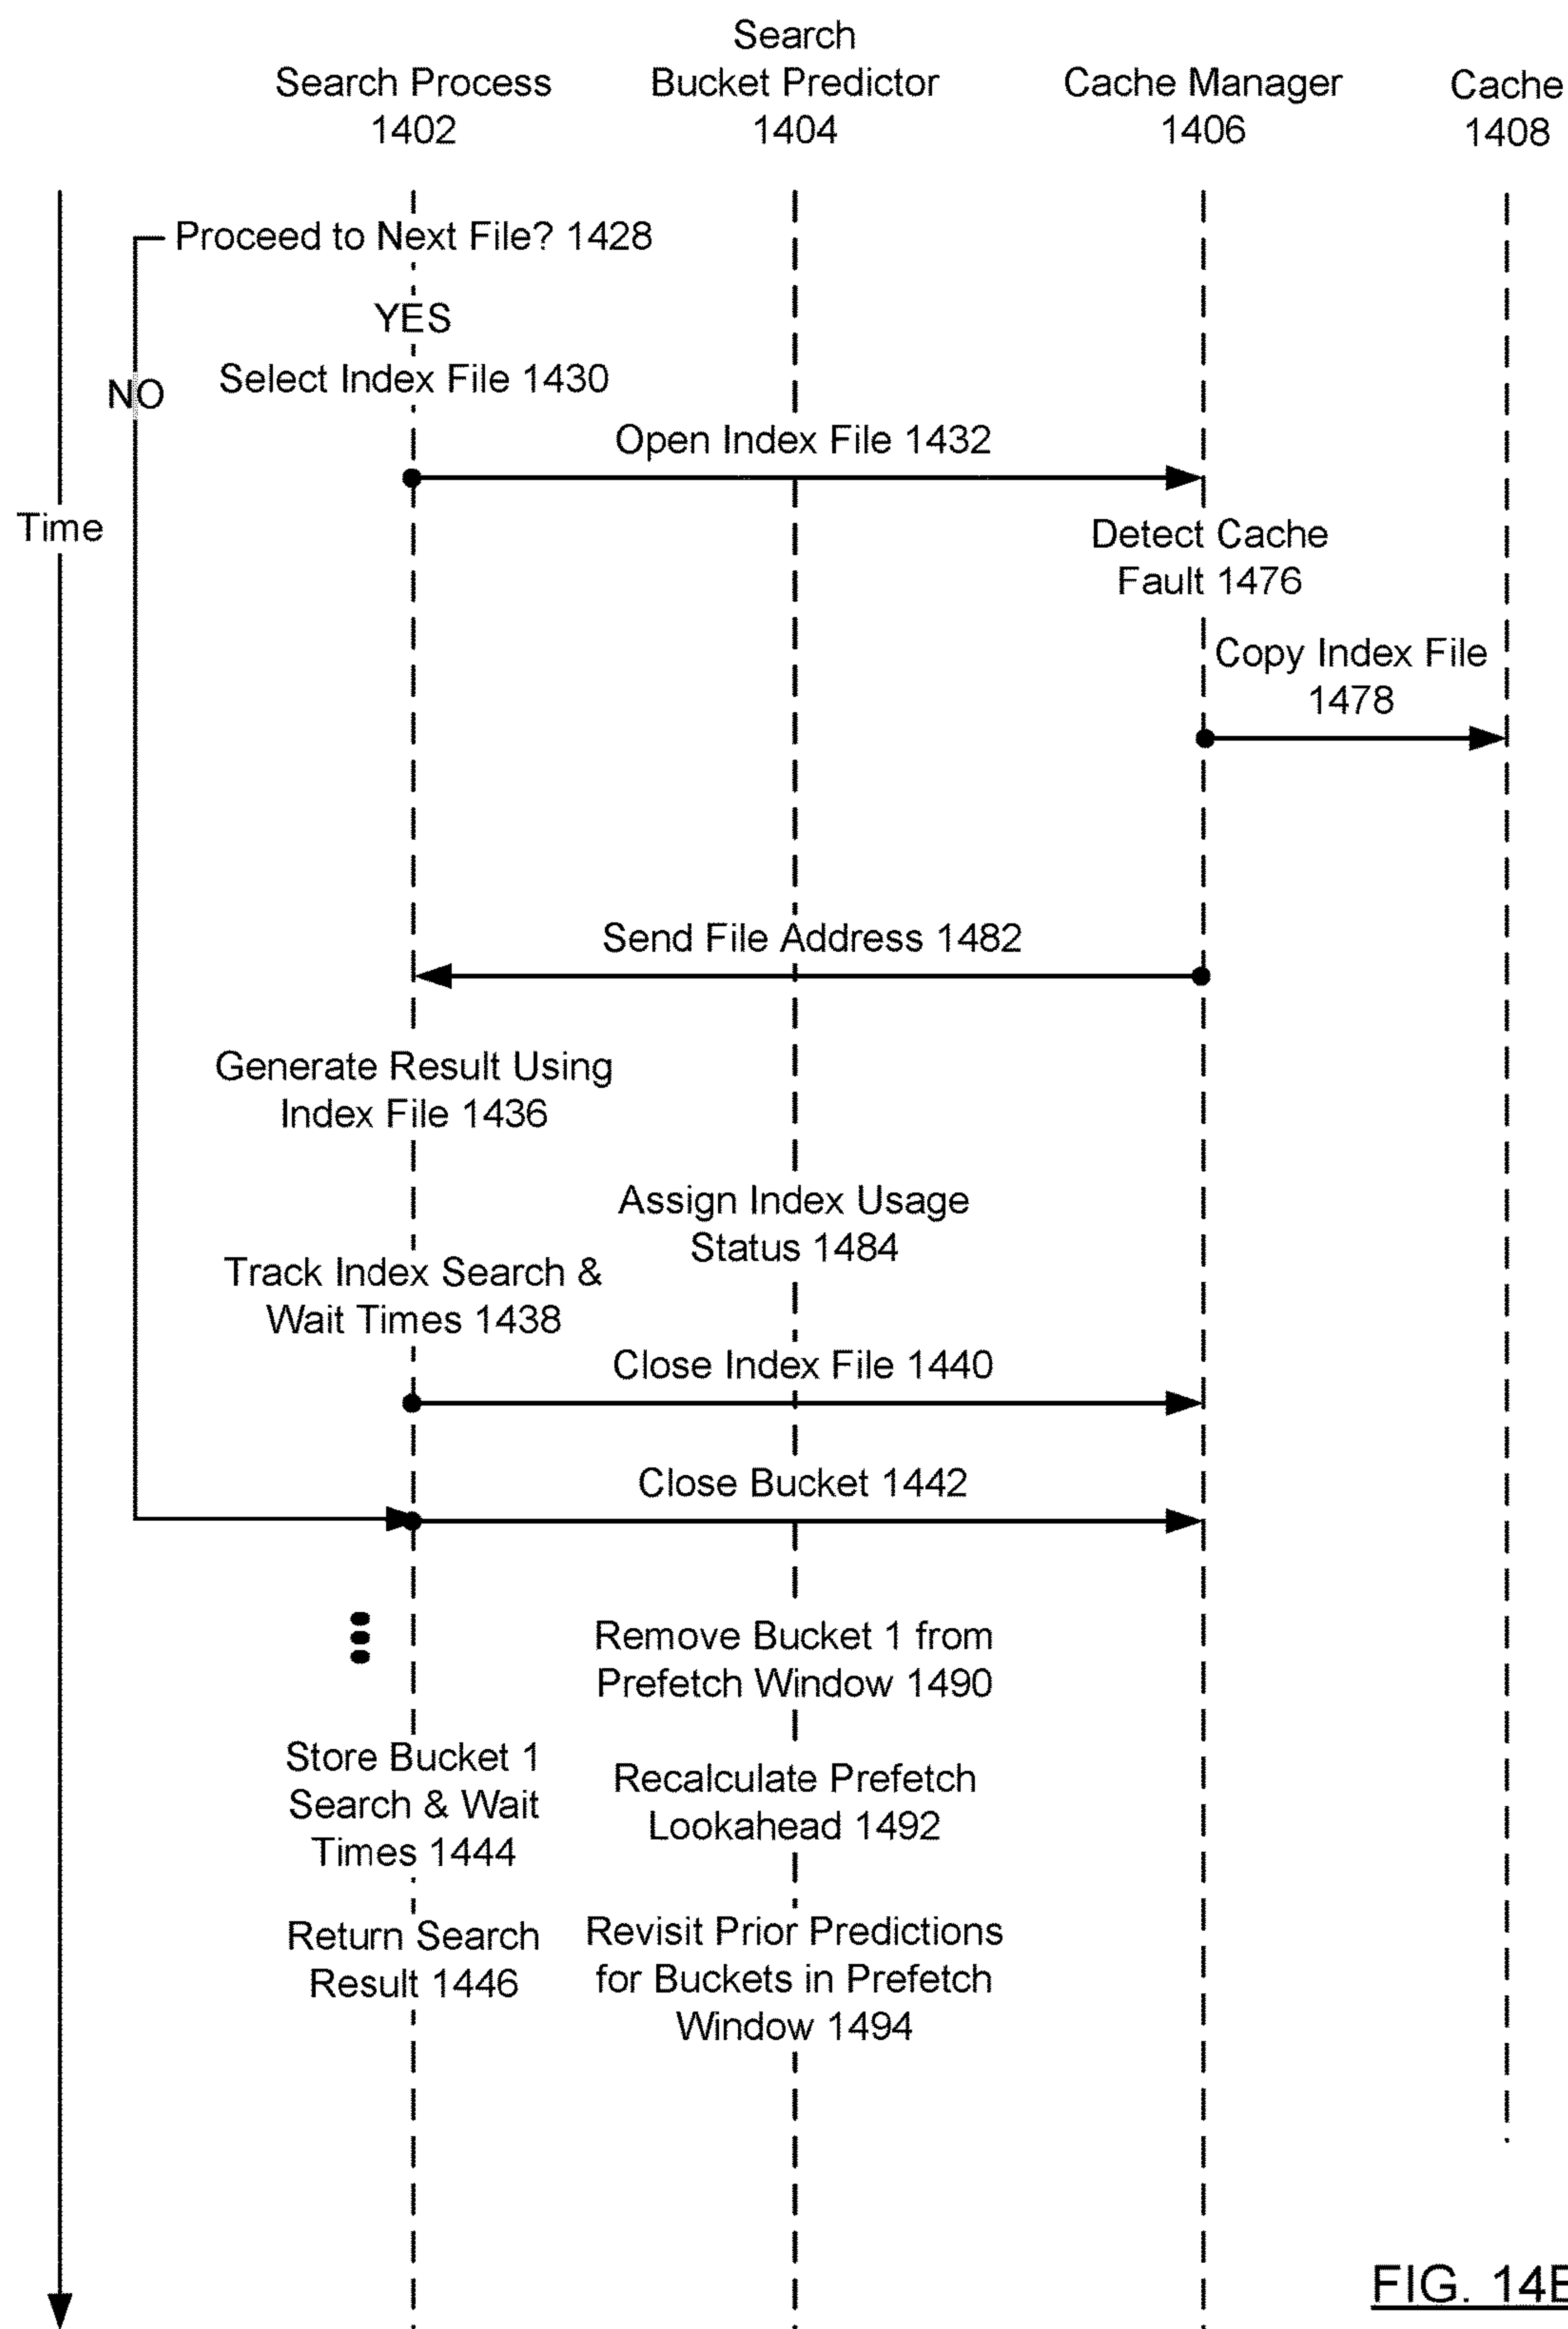 Search
Search Process Bucket Predictor Cache Manager Cache
1402 1404 1406 1408
Proceed to Next File? 1428
YES
Select Index File 1430
NO
Open Index File 1432
Time
Detect Cache
Fault 1476
Copy Index File
1478
Send File Address 1482
Generate Result Using
Index File 1436
Assign Index Usage
Status 1484
Track Index Search &
Wait Times 1438
Close Index File 1440
Close Bucket 1442
Remove Bucket 1 from
Prefetch Window 1490
Store Bucket 1
Search & Wait
Times 1444
Recalculate Prefetch
Lookahead 1492
Return Search
Result 1446
Revisit Prior Predictions
for Buckets in Prefetch
Window 1494
FIG.